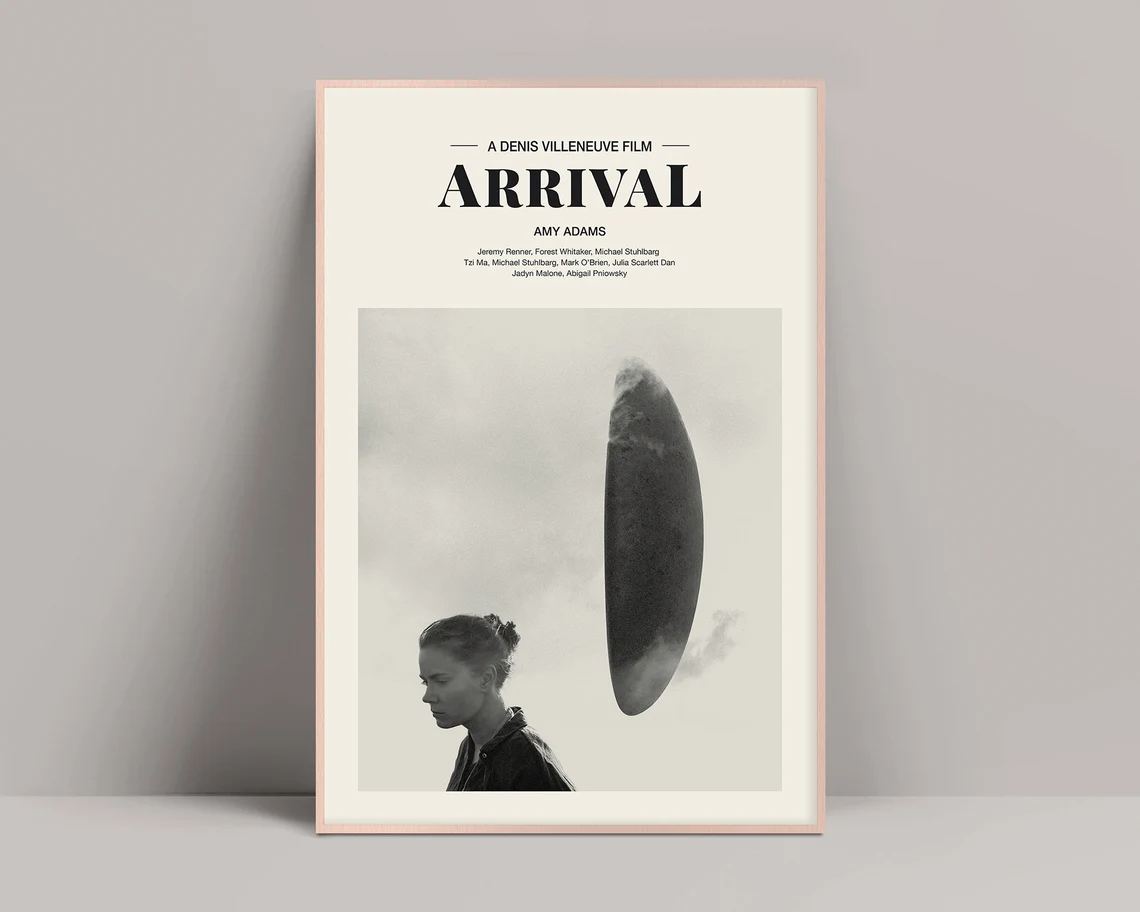 A DENIS VILLENEUVE FILM
ARRIVAL
AMY ADAMS
Jeremy Renner, Forest Whitaker, Michael Stuhlbarg
Tzi Ma, Michael Stuhlbarg, Mark O'Brien, Julia Scarlett Dan
Jadyn Malone, Abigail Pniowsky